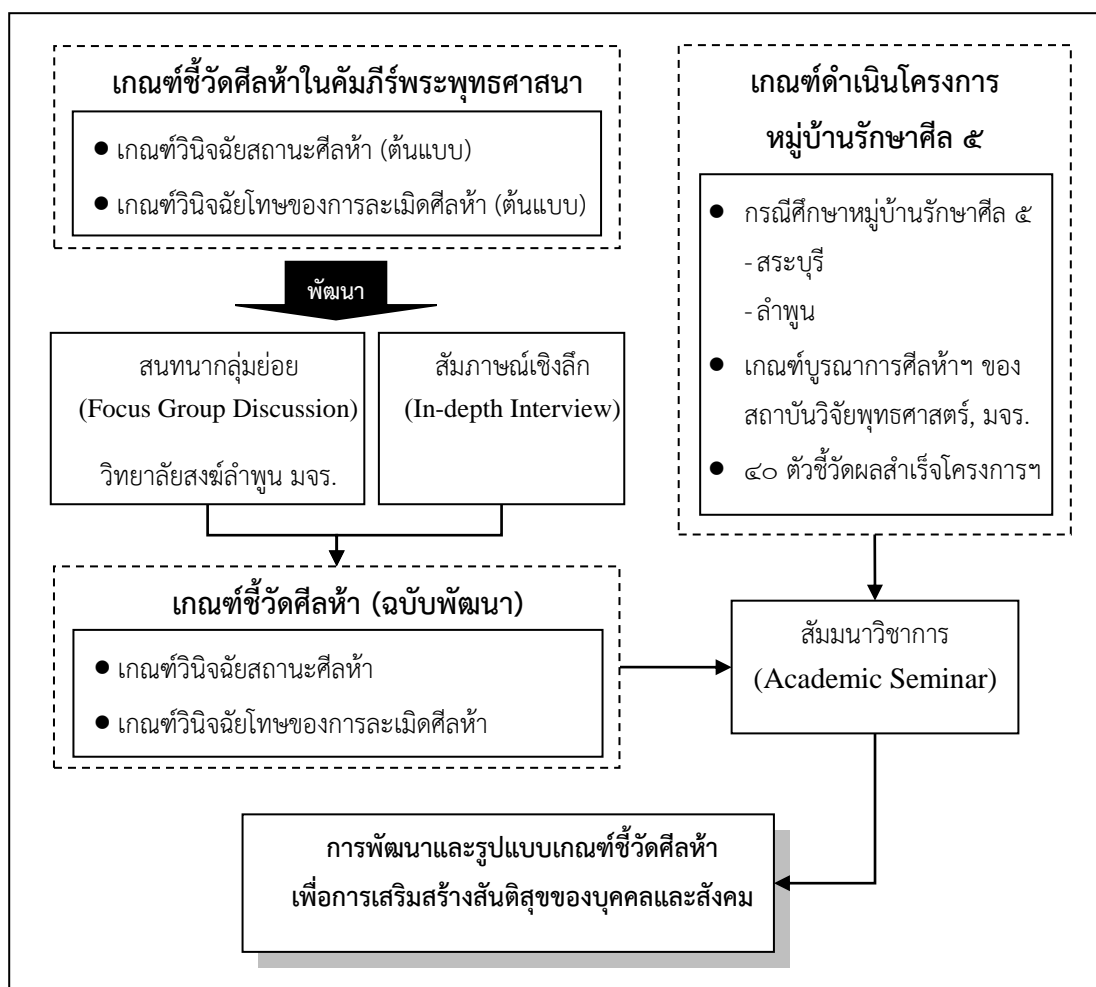 เกณฑ์ชี้วัดศีลห้าในคัมภีร์พระพุทธศาสนา
● เกณฑ์วินิจฉัยสถานะศีลห้า (ต้นแบบ)
● เกณฑ์วินิจฉัยโทษของการละเมิดศีลห้า (ต้นแบบ)
พัฒนา
สนทนากลุ่มย่อย
(Focus Group Discussion)
วิทยาลัยสงฆ์ลำพูน มจร.
สัมภาษณ์เชิงลึก
(In-depth Interview)
เกณฑ์ชี้วัดศีลห้า (ฉบับพัฒนา)
● เกณฑ์วินิจฉัยสถานะศีลห้า
● เกณฑ์วินิจฉัยโทษของการละเมิดศีลห้า
เกณฑ์ดำเนินโครงการ
หมู่บ้านรักษาศีล ๕
● กรณีศึกษาหมู่บ้านรักษาศีล ๕
- สระบุรี
- ลำพูน
● เกณฑ์บูรณาการศีลห้าฯ ของ
สถาบันวิจัยพุทธศาสตร์, มจร.
● ๔๐ ตัวชี้วัดผลสำเร็จโครงการฯ
สัมมนาวิชาการ
(Academic Seminar)
การพัฒนาและรูปแบบเกณฑ์ชี้วัดศีลห้า
เพื่อการเสริมสร้างสันติสุขของบุคคลและสังคม